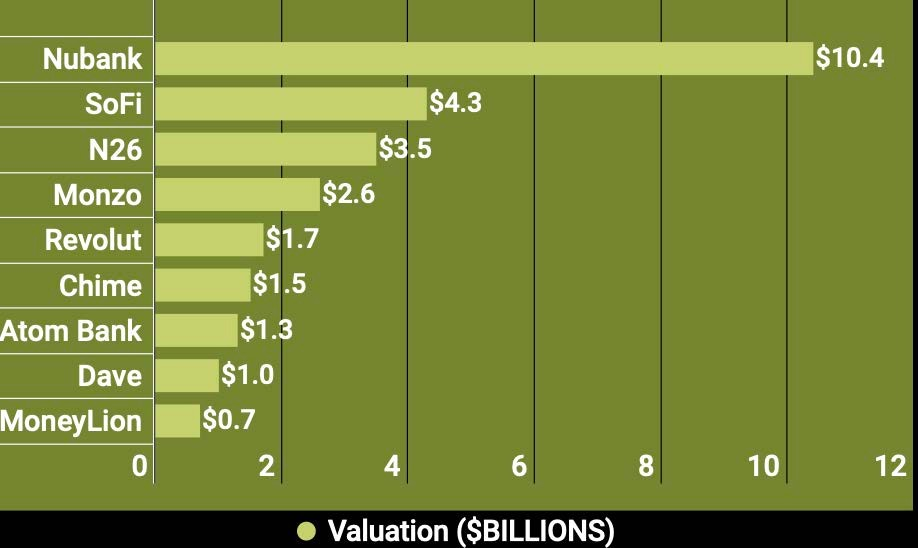 Nubank $10.4
SoFi $4.3
N26 $3.5
Monzo $2.6
Revolut $1.7
Chime $1.5
Atom Bank $1.3
Dave $1.0
MoneyLion $0.7
0 2 4 6 8 10 12
Valuation ($BILLIONS)